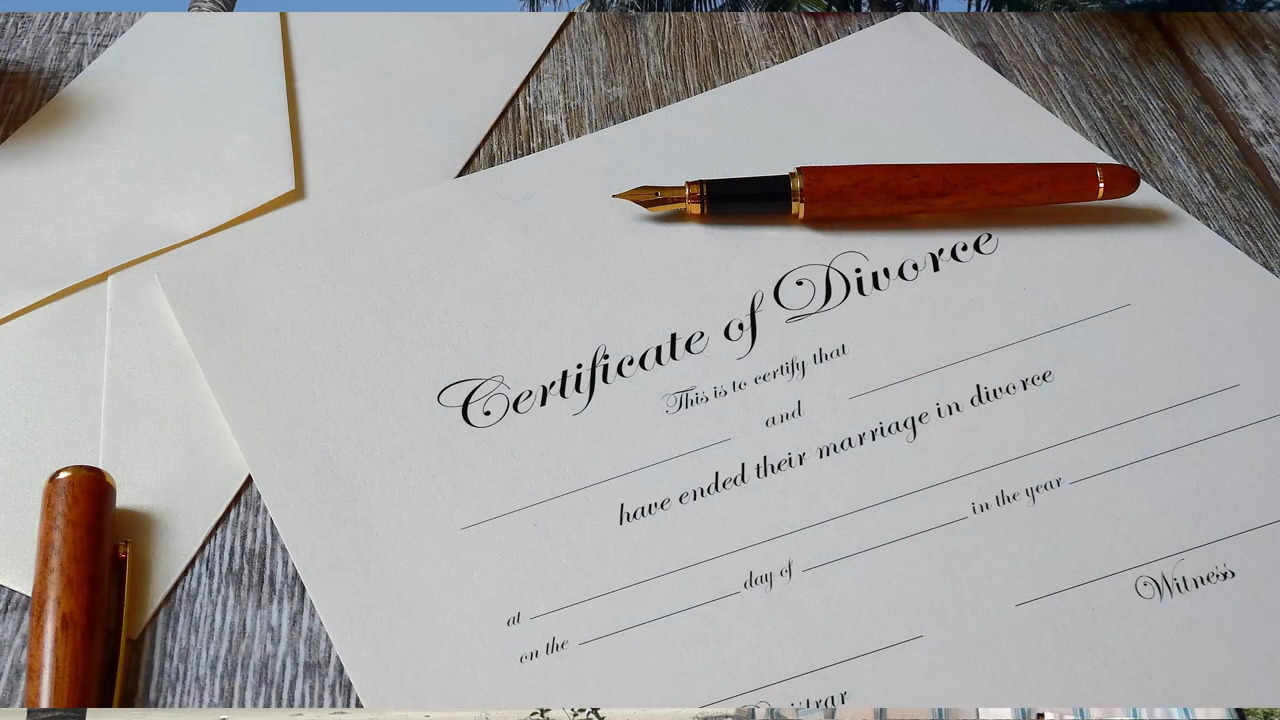 Certificate of Divorce
This is to certify that
and
have ended their marriage in divorce
at
on the day of in the year
Witness